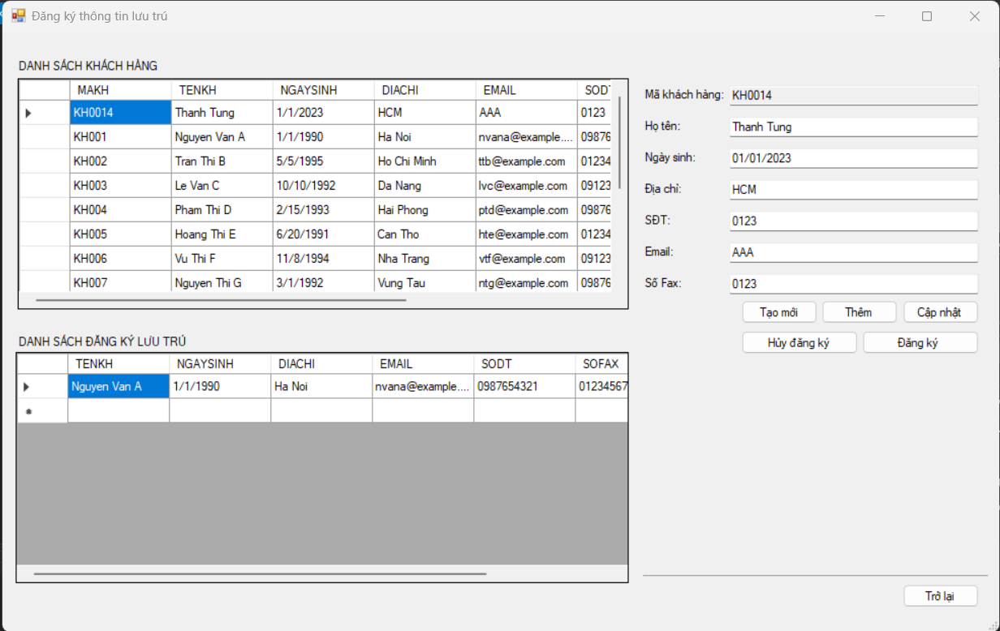 Đăng ký thông tin lưu trú
DANH SÁCH KHÁCH HÀNG
MAKH TENKH NGAYSINH DIACHI EMAIL SODT
KH0014 Thanh Tung 1/1/2023 HCM AAA 0123
KH001 Nguyen Van A 1/1/1990 Ha Noi nvana@example.... 09876
KH002 Tran Thi B 5/5/1995 Ho Chi Minh ttb@example.com 01234
KH003 Le Van C 10/10/1992 Da Nang lvc@example.com 09123
KH004 Pham Thi D 2/15/1993 Hai Phong ptd@example.com 09876
KH005 Hoang Thi E 6/20/1991 Can Tho hte@example.com 01234
KH006 Vu Thi F 11/8/1994 Nha Trang vtf@example.com 09123
KH007 Nguyen Thi G 3/1/1992 Vung Tau ntg@example.com 09876
DANH SÁCH ĐĂNG KÝ LƯU TRÚ
TENKH NGAYSINH DIACHI EMAIL SODT SOFAX
Nguyen Van A 1/1/1990 Ha Noi nvana@example.... 0987654321 01234567
Mã khách hàng: KH0014
Họ tên: Thanh Tung
Ngày sinh: 01/01/2023
Địa chỉ: HCM
SĐT: 0123
Email: AAA
Số Fax: 0123
Tạo mới Thêm Cập nhật
Hủy đăng ký Đăng ký
Trở lại